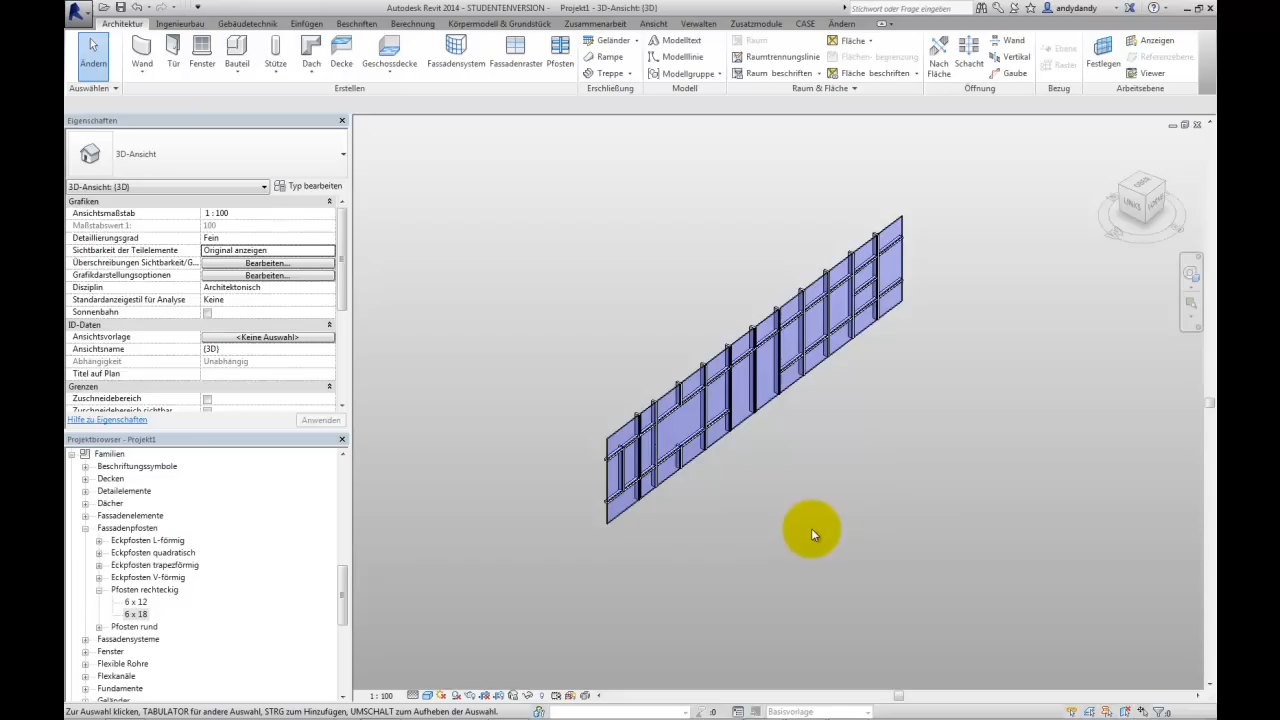 Autodesk Revit 2014 - STUDENTENVERSION - Projekt1 - 3D-Ansicht: {3D}
Stichwort oder Frage eingeben
andydandy
Architektur Ingenieurbau Gebäudetechnik Einfügen Beschriften Berechnung Körpermodell & Grundstück Zusammenarbeit Ansicht Verwalten Zusatzmodule CASE Ändern
Ändern Wand Tür Fenster Bauteil Stütze Dach Decke Geschossdecke Fassadensystem Fassadenraster Pfosten
Geländer Modelltext Raum Fläche Wand Ebene Anzeigen
Rampe Modelllinie Raumtrennungslinie Flächen- begrenzung Vertikal Raster Referenzebene
Treppe Modellgruppe Raum beschriften Fläche beschriften Gaube Viewer
Nach Fläche Schacht Festlegen
Auswählen Erstellen Erschließung Modell Raum & Fläche Öffnung Bezug Arbeitsebene
Eigenschaften
3D-Ansicht
3D-Ansicht: {3D} Typ bearbeiten
Grafiken
Ansichtsmaßstab 1 : 100
Maßstabswert 1: 100
Detaillierungsgrad Fein
Sichtbarkeit der Teilelemente Original anzeigen
Überschreibungen Sichtbarkeit/G... Bearbeiten...
Grafikdarstellungsoptionen Bearbeiten...
Disziplin Architektonisch
Standardanzeigestil für Analyse Keine
Sonnenbahn
ID-Daten
Ansichtsvorlage <Keine Auswahl>
Ansichtsname {3D}
Abhängigkeit Unabhängig
Titel auf Plan
Grenzen
Zuschneidebereich
Zuschneidebereich sichtbar
Hilfe zu Eigenschaften Anwenden
Projektbrowser - Projekt1
Familien
Beschriftungssymbole
Decken
Detailelemente
Dächer
Fassadenelemente
Fassadenpfosten
Eckpfosten L-förmig
Eckpfosten quadratisch
Eckpfosten trapezförmig
Eckpfosten V-förmig
Pfosten rechteckig
6 x 12
6 x 18
Pfosten rund
Fassadensysteme
Fenster
Flexible Rohre
Flexkanäle
Fundamente
Geländer
LINKS
1 : 100
Zur Auswahl klicken, TABULATOR für andere Auswahl, STRG zum Hinzufügen, UMSCHALT zum Aufheben der Auswahl.
:0
Basisvorlage
:0